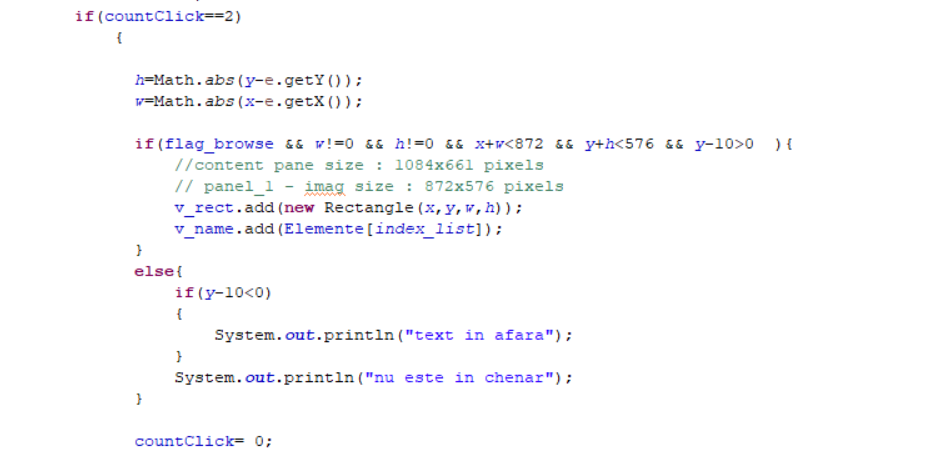 if(countClick==2)
{
h=Math.abs(y-e.getY());
w=Math.abs(x-e.getX());
if(flag_browse && w!=0 && h!=0 && x+w<872 && y+h<576 && y-10>0  ){
//content pane size : 1084x661 pixels
// panel_1 - imag size : 872x576 pixels
v_rect.add(new Rectangle(x,y,w,h));
v_name.add(Elemente[index_list]);
}
else{
if(y-10<0)
{
System.out.println("text in afara");
}
System.out.println("nu este in chenar");
}
countClick= 0;